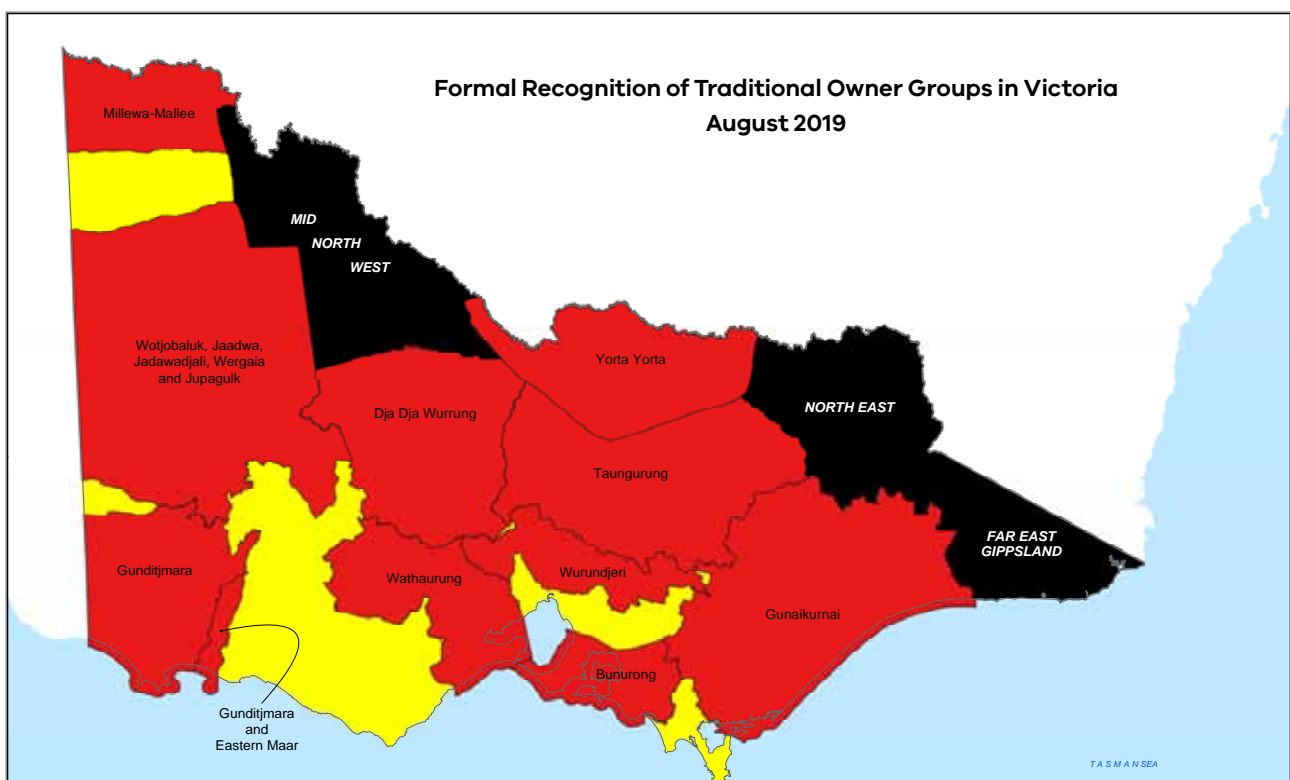 Formal Recognition of Traditional Owner Groups in Victoria
August 2019
Millewa-Mallee
MID
NORTH
WEST
Wotjobaluk, Jaadwa,
Jadawadjali, Wergaia
and Jupagulk
Yorta Yorta
Dja Dja Wurrung
NORTH EAST
Taungurung
FAR EAST
GIPPSLAND
Gunditjmara
Wathaurung
Wurundjeri
Gunaikurnai
Bunurong
Gunditjmara
and
Eastern Maar
TASMAN SEA